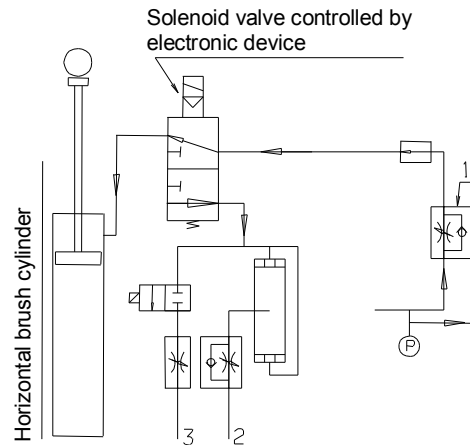 Solenoid valve controlled by
electronic device
Horizontal brush cylinder
1
P
3
2